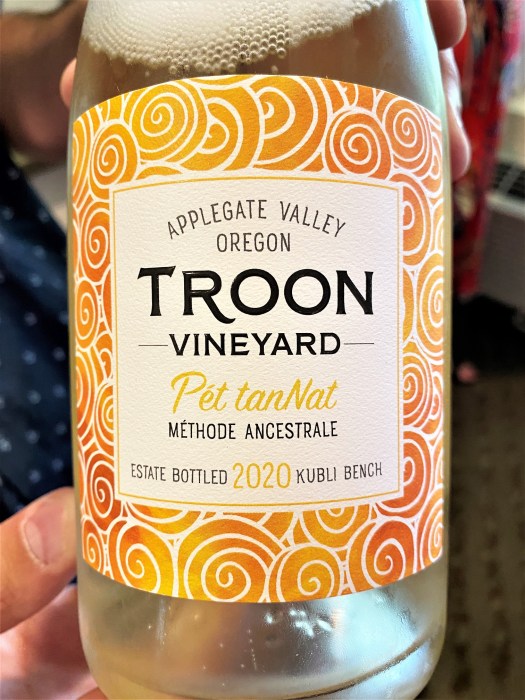 APPLEGATE VALLEY
OREGON
TROON
VINEYARD
Pét tanNat
MÉTHODE ANCESTRALE
ESTATE BOTTLED 2020 KUBLI BENCH